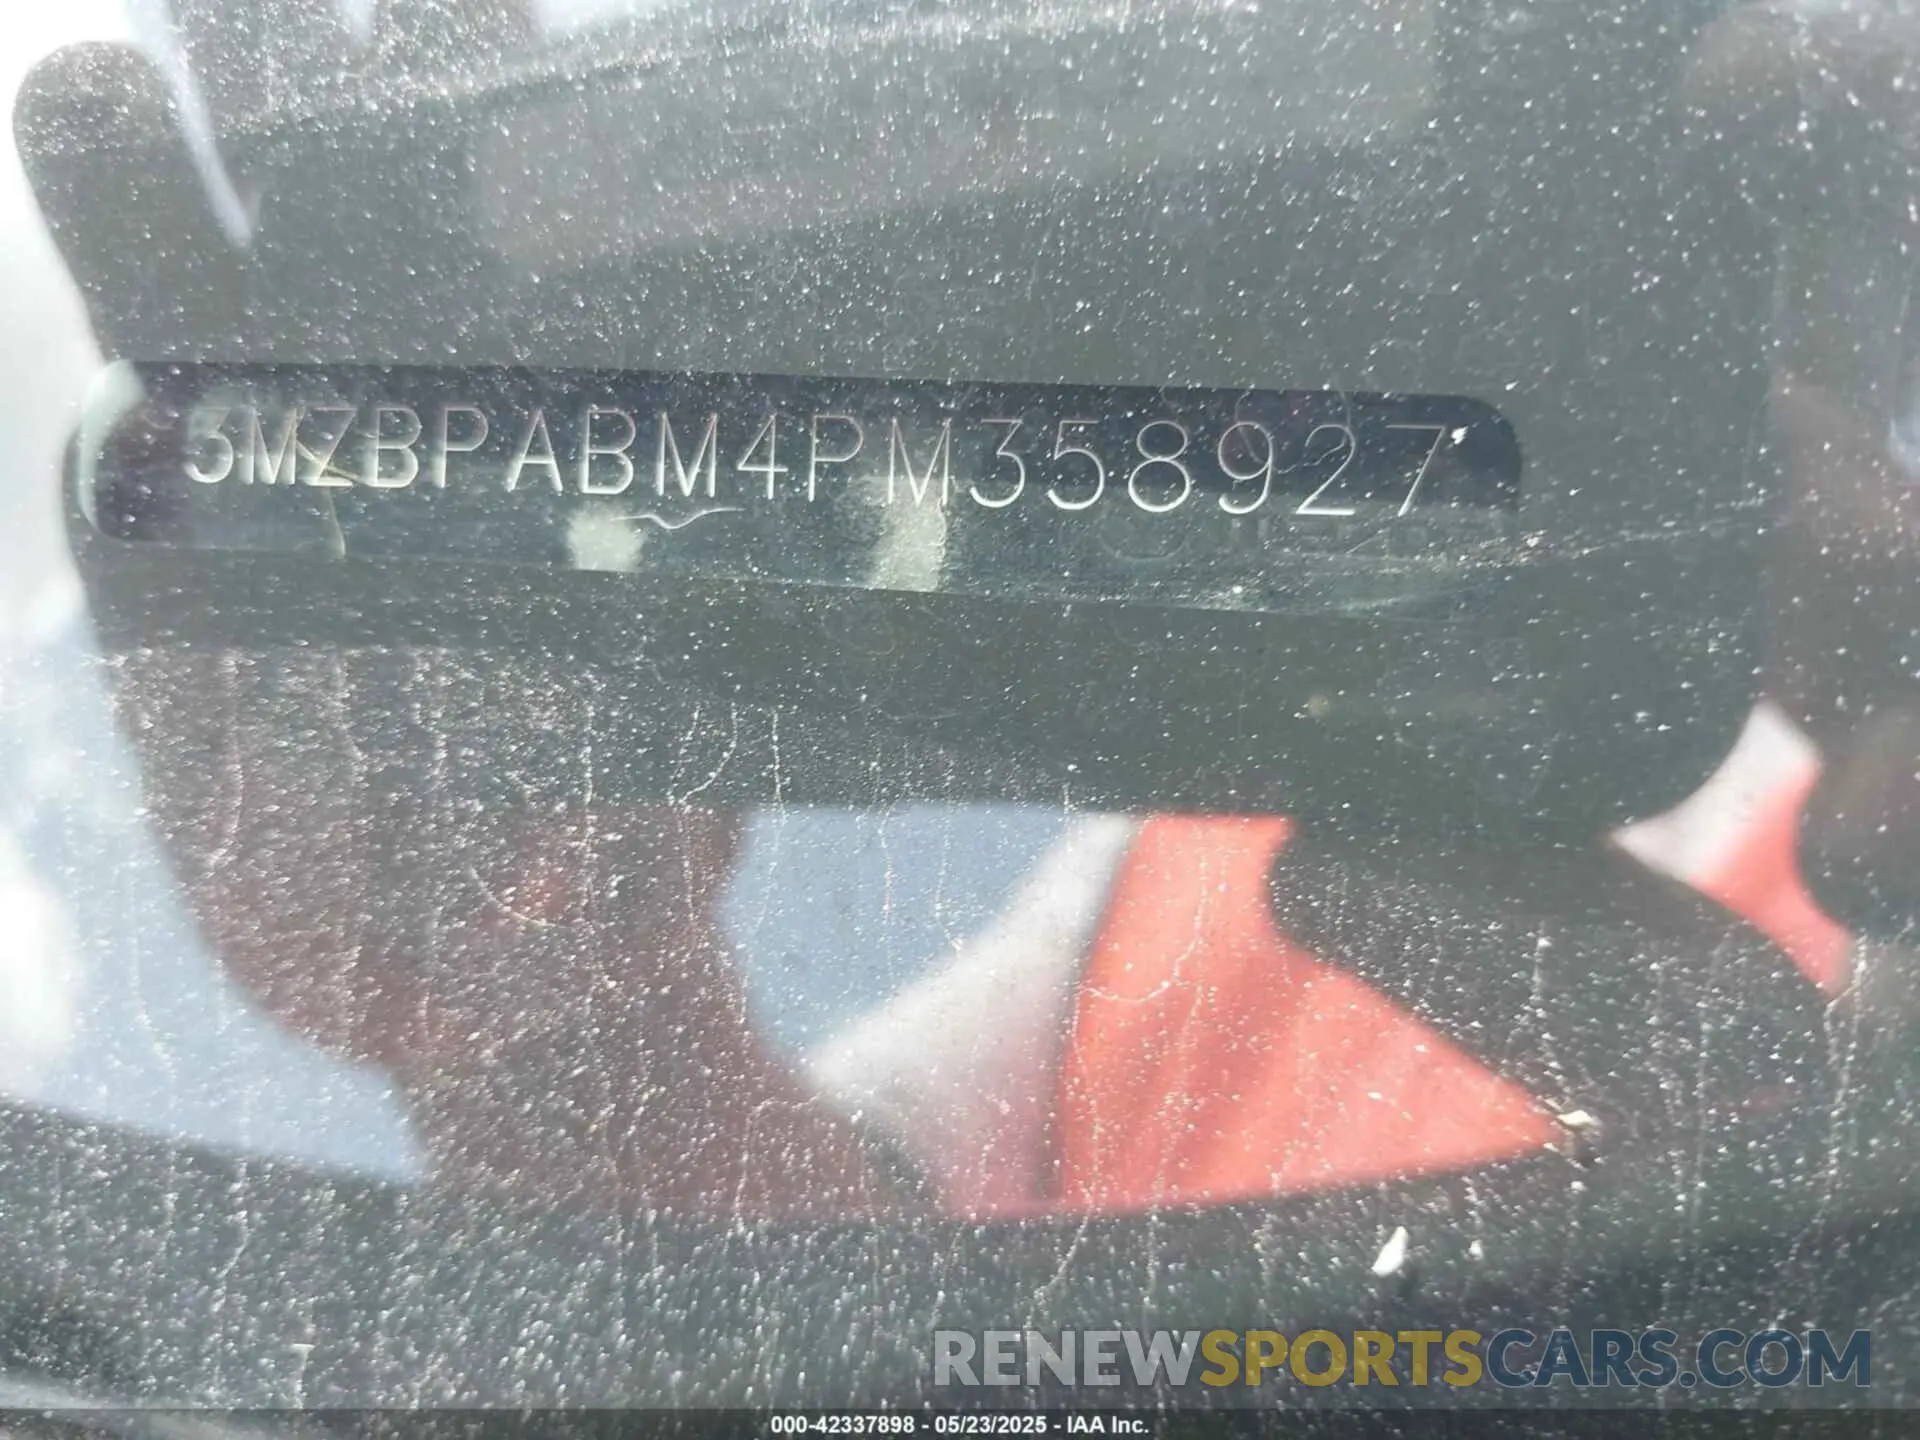 3MZBPABM4PM358927
RENEWSPORTSCARS.COM
000-42337898 - 05/23/2025 - IAA Inc.